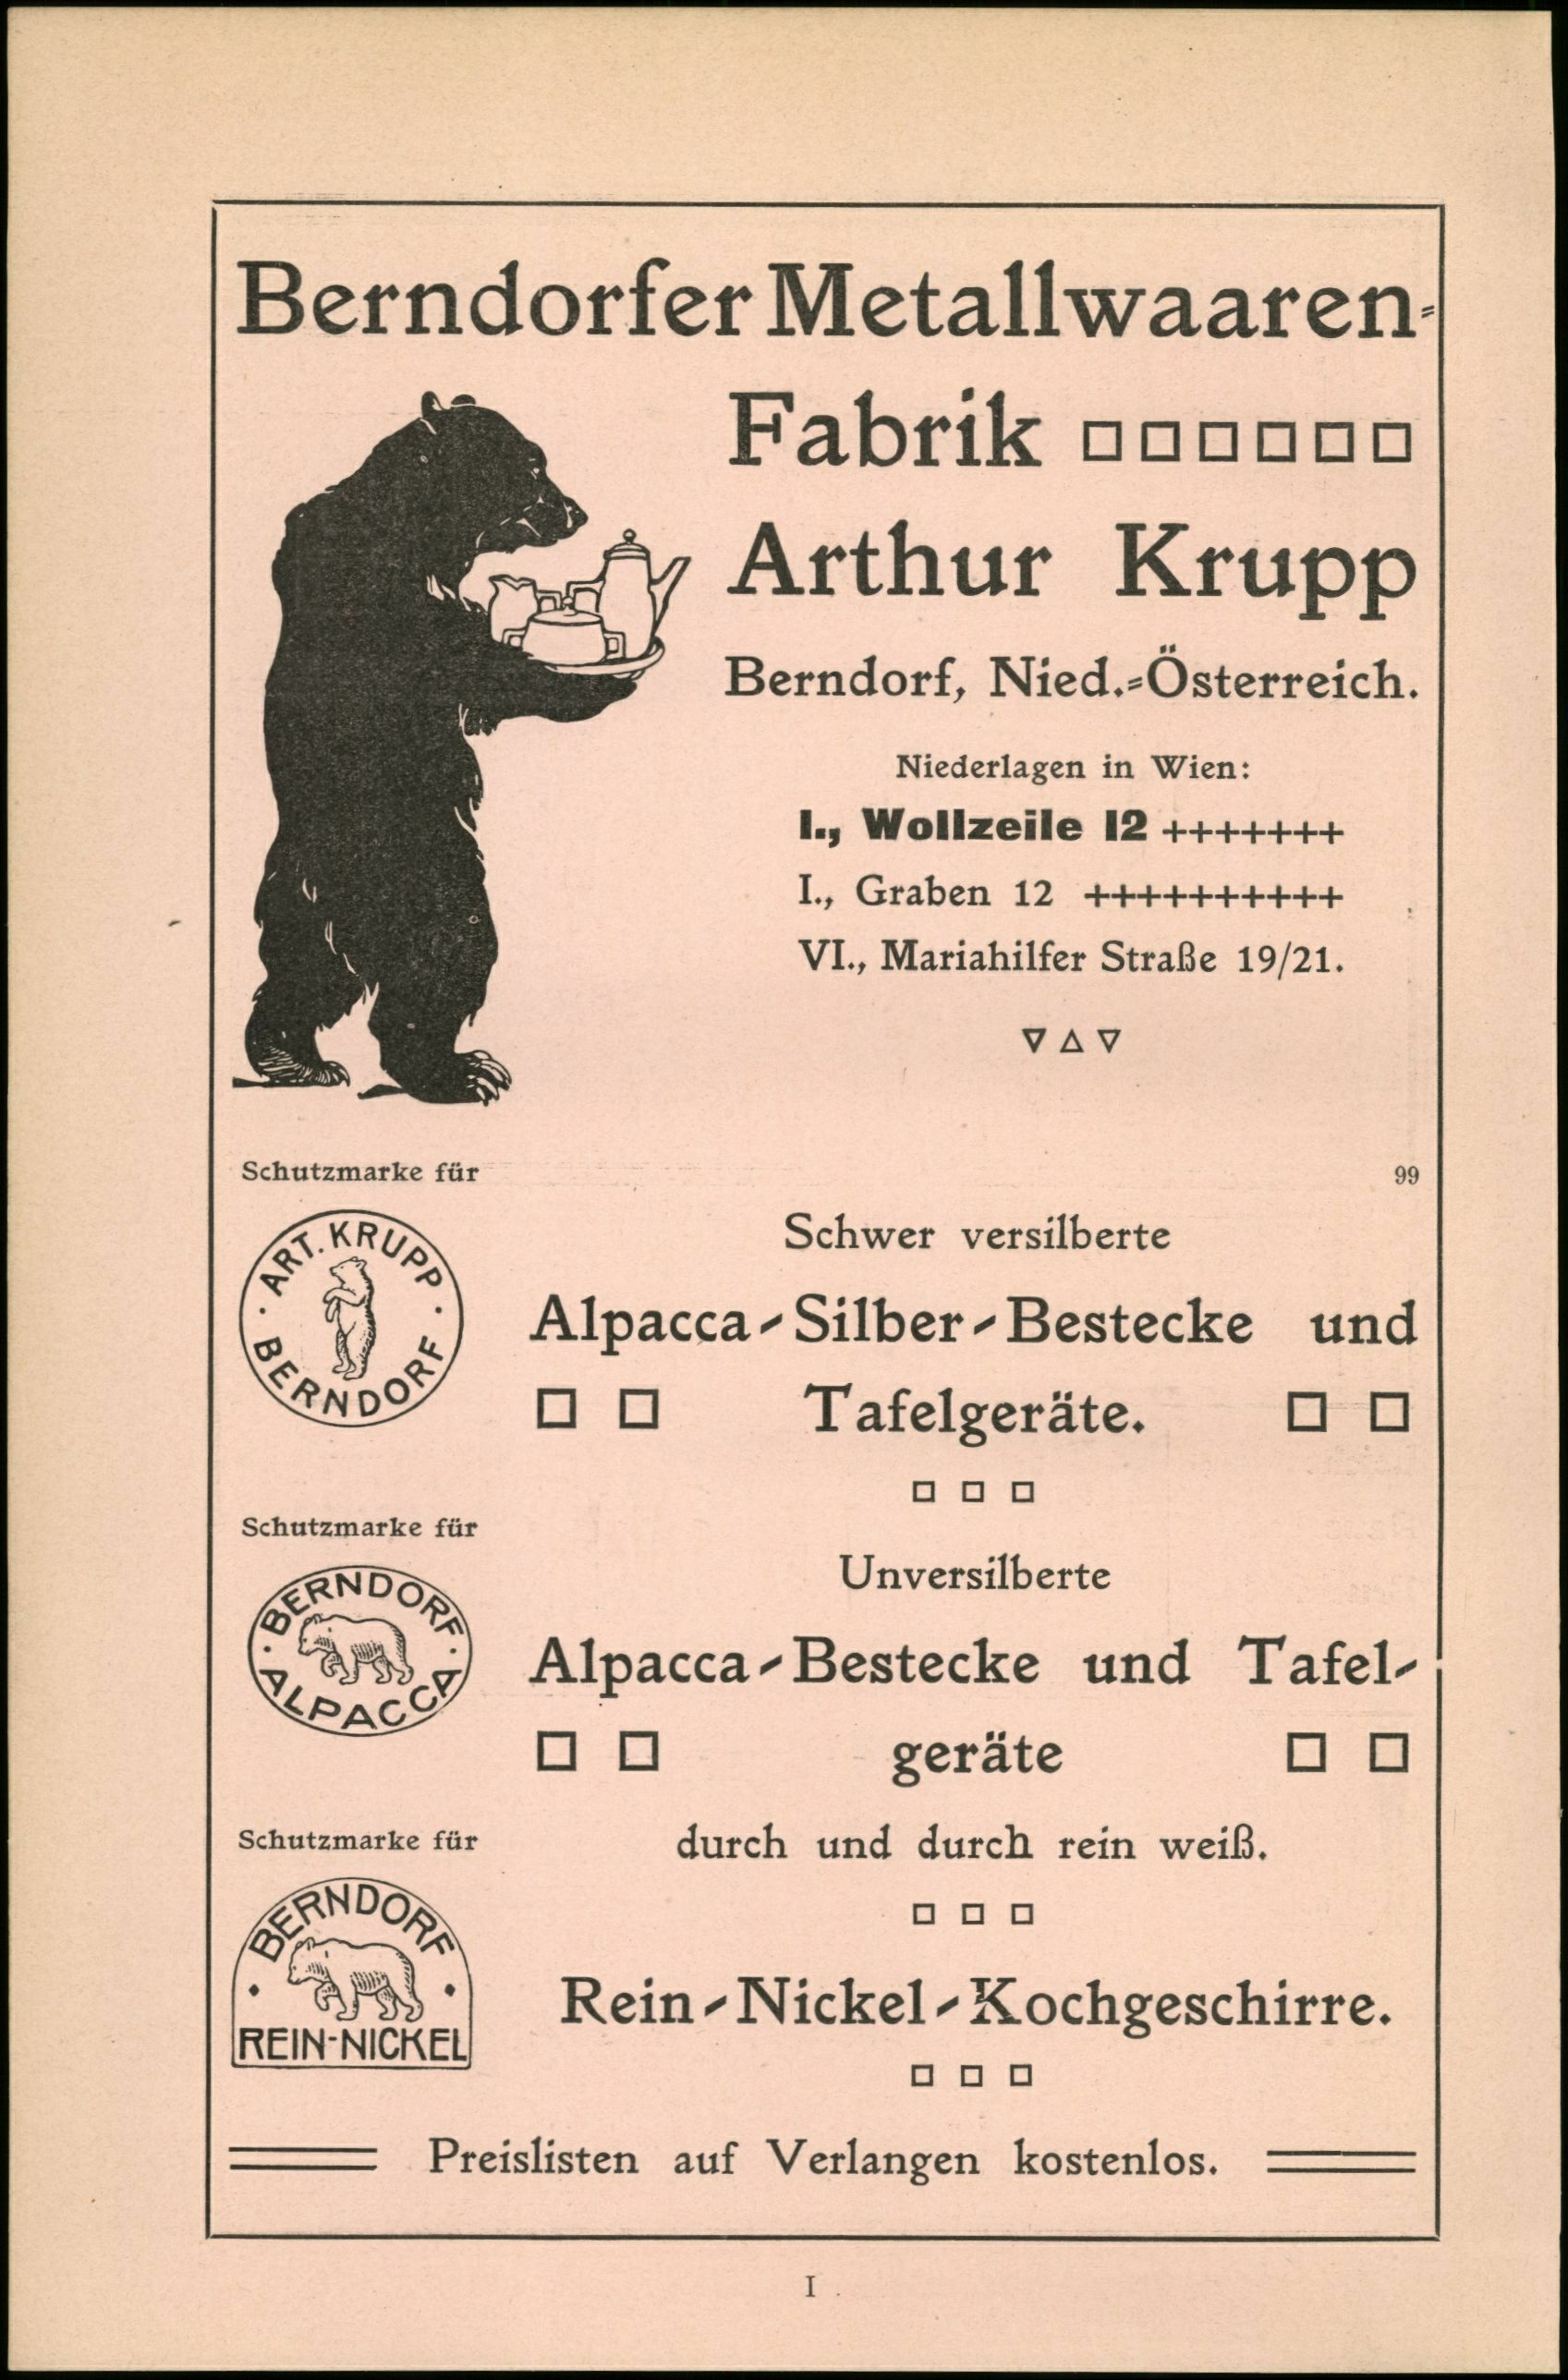 Berndorfer Metallwaaren-
Fabrik □□□□□□
Arthur Krupp
Berndorf, Nied.-Österreich.
Niederlagen in Wien:
I., Wollzeile 12 +++++++
I., Graben 12 ++++++++++
VI., Mariahilfer Straße 19/21.
▽△▽
Schutzmarke für
99
ART. KRUPP
BERNDORF
Schwer versilberte
Alpacca-Silber-Bestecke und
□ □ Tafelgeräte. □ □
□ □ □
Schutzmarke für
BERNDORF
ALPACCA
Unversilberte
Alpacca-Bestecke und Tafel-
□ □ geräte □ □
durch und durch rein weiß.
□ □ □
Schutzmarke für
BERNDORF
REIN-NICKEL
Rein-Nickel-Kochgeschirre.
□ □ □
Preislisten auf Verlangen kostenlos.
I